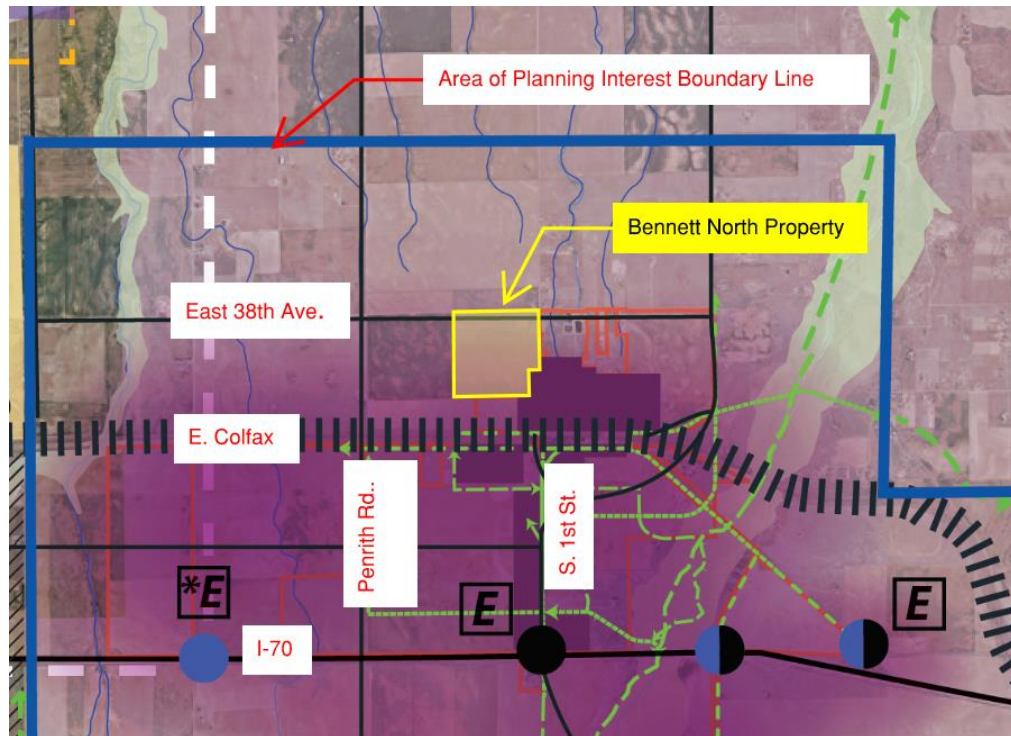 Area of Planning Interest Boundary Line
Bennett North Property
East 38th Ave.
E. Colfax
Penrith Rd..
S. 1st St.
*E
E
E
I-70